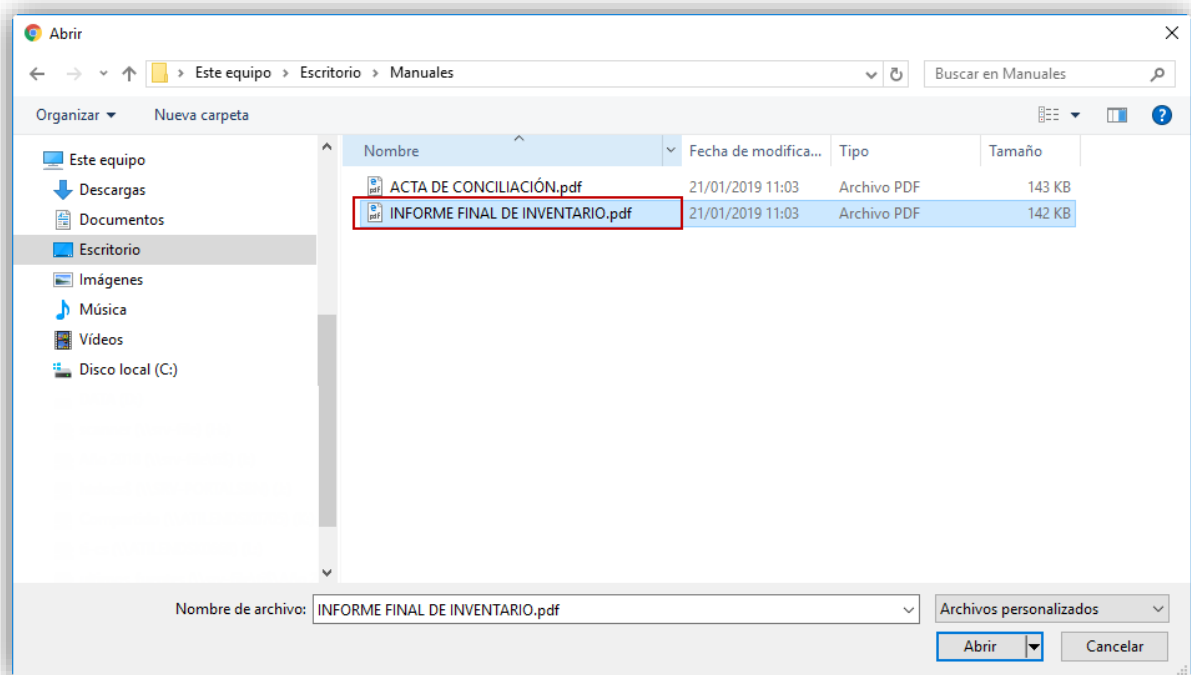 Abrir
Este equipo > Escritorio > Manuales
Buscar en Manuales
Organizar
Nueva carpeta
Este equipo
Descargas
Documentos
Escritorio
Imágenes
Música
Vídeos
Disco local (C:)
Nombre Fecha de modifica... Tipo Tamaño
ACTA DE CONCILIACIÓN.pdf 21/01/2019 11:03 Archivo PDF 143 KB
INFORME FINAL DE INVENTARIO.pdf 21/01/2019 11:03 Archivo PDF 142 KB
Nombre de archivo: INFORME FINAL DE INVENTARIO.pdf
Archivos personalizados
Abrir
Cancelar